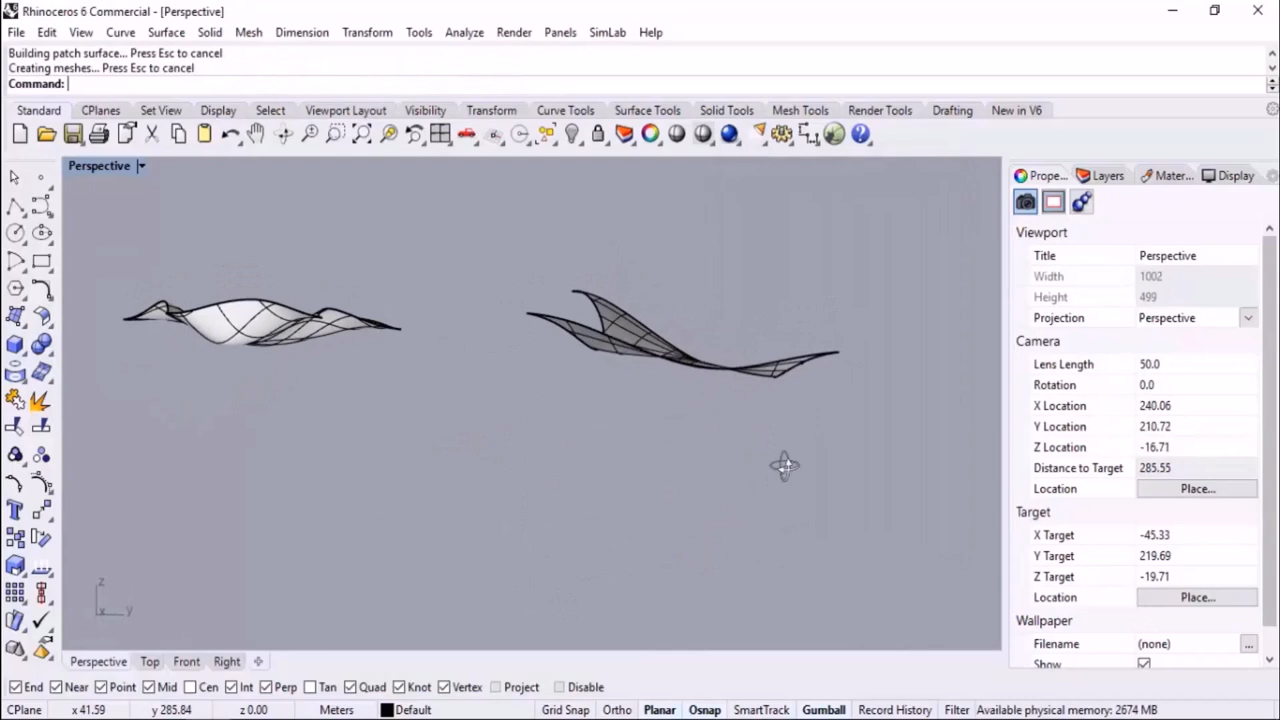 Rhinoceros 6 Commercial - [Perspective]
File Edit View Curve Surface Solid Mesh Dimension Transform Tools Analyze Render Panels SimLab Help
Building patch surface... Press Esc to cancel
Creating meshes... Press Esc to cancel
Command:
Standard CPlanes Set View Display Select Viewport Layout Visibility Transform Curve Tools Surface Tools Solid Tools Mesh Tools Render Tools Drafting New in V6
Perspective
Prope... Layers Mater... Display
Viewport
Title Perspective
Width 1002
Height 499
Projection Perspective
Camera
Lens Length 50.0
Rotation 0.0
X Location 240.06
Y Location 210.72
Z Location -16.71
Distance to Target 285.55
Location Place...
Target
X Target -45.33
Y Target 219.69
Z Target -19.71
Location Place...
Wallpaper
Filename (none) ...
Show
z
x y
Perspective Top Front Right
End Near Point Mid Cen Int Perp Tan Quad Knot Vertex Project Disable
CPlane x 41.59 y 285.84 z 0.00 Meters Default Grid Snap Ortho Planar Osnap SmartTrack Gumball Record History Filter Available physical memory: 2674 MB